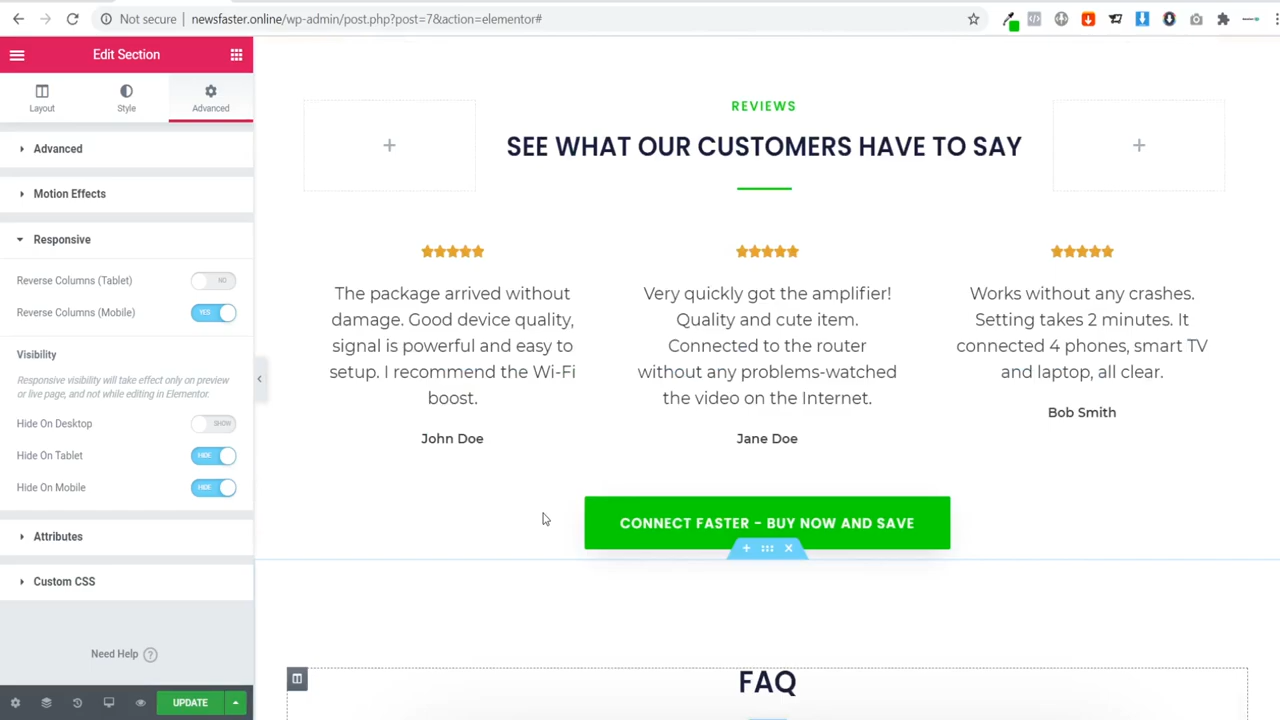 Not secure
newsfaster.online/wp-admin/post.php?post=7&action=elementor#
Edit Section
Layout
Style
Advanced
Advanced
Motion Effects
Responsive
Reverse Columns (Tablet)
NO
Reverse Columns (Mobile)
YES
Visibility
Responsive visibility will take effect only on preview
or live page, and not while editing in Elementor.
Hide On Desktop
SHOW
Hide On Tablet
HIDE
Hide On Mobile
HIDE
Attributes
Custom CSS
Need Help ?
UPDATE
REVIEWS
SEE WHAT OUR CUSTOMERS HAVE TO SAY
The package arrived without
damage. Good device quality,
signal is powerful and easy to
setup. I recommend the Wi-Fi
boost.
John Doe
Very quickly got the amplifier!
Quality and cute item.
Connected to the router
without any problems-watched
the video on the Internet.
Jane Doe
Works without any crashes.
Setting takes 2 minutes. It
connected 4 phones, smart TV
and laptop, all clear.
Bob Smith
CONNECT FASTER - BUY NOW AND SAVE
FAQ